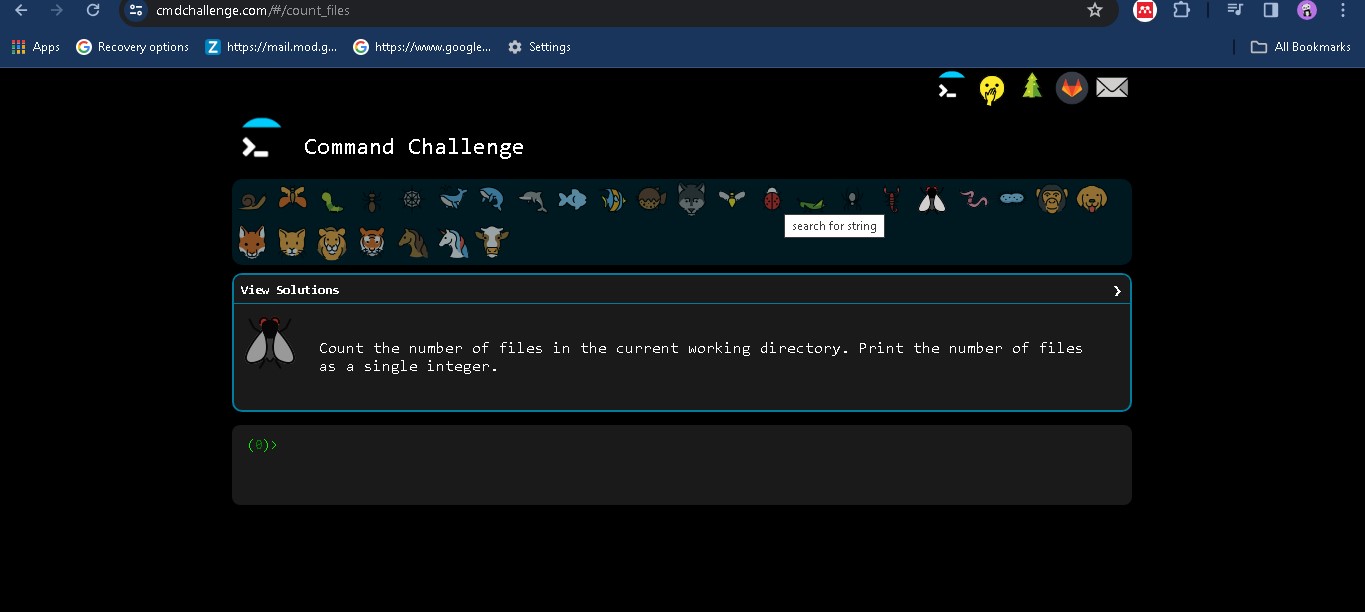 cmdchallenge.com/#/count_files
Apps Recovery options https://mail.mod.g... https://www.google... Settings All Bookmarks
Command Challenge
search for string
View Solutions
Count the number of files in the current working directory. Print the number of files
as a single integer.
(0)>